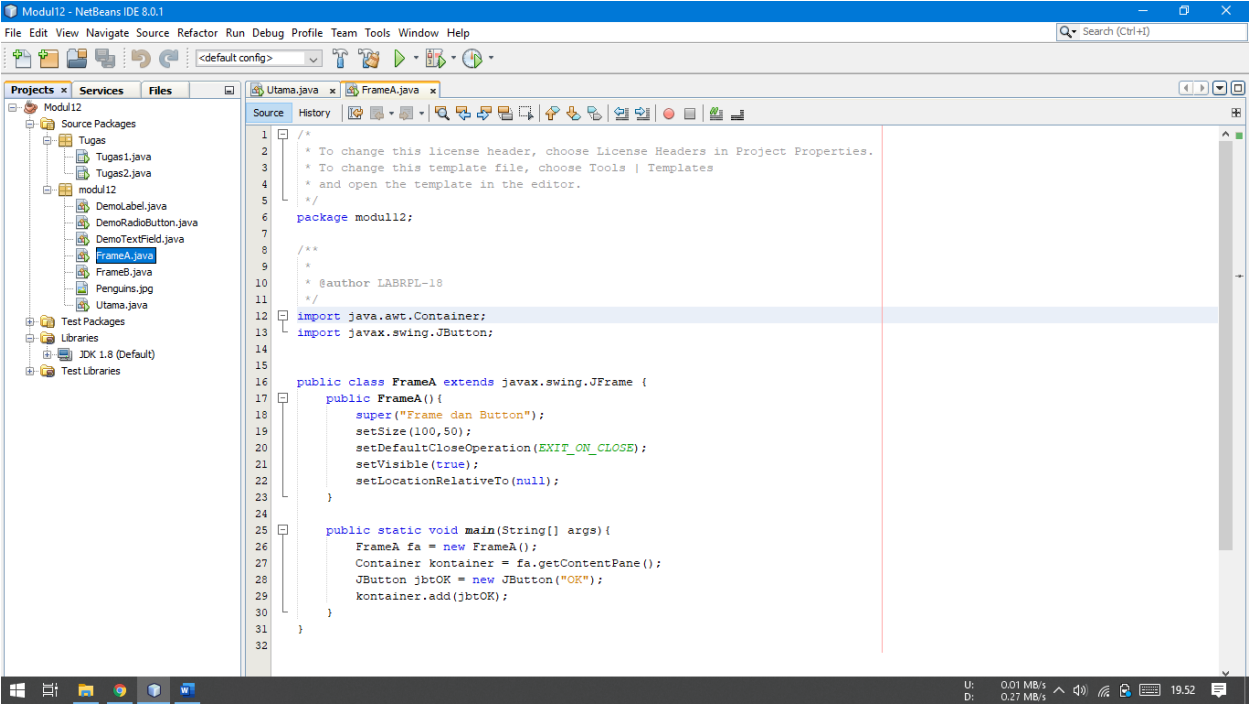 Modul12 - NetBeans IDE 8.0.1
File Edit View Navigate Source Refactor Run Debug Profile Team Tools Window Help
Search (Ctrl+I)
<default config>
Projects × Services Files
Modul12
Source Packages
Tugas
Tugas1.java
Tugas2.java
modul12
DemoLabel.java
DemoRadioButton.java
DemoTextField.java
FrameA.java
FrameB.java
Penguins.jpg
Utama.java
Test Packages
Libraries
JDK 1.8 (Default)
Test Libraries
Utama.java × FrameA.java ×
Source History
1 /*
2 * To change this license header, choose License Headers in Project Properties.
3 * To change this template file, choose Tools | Templates
4 * and open the template in the editor.
5 */
6 package modul12;
7
8 /**
9 *
10 * @author LABRPL-18
11 */
12 import java.awt.Container;
13 import javax.swing.JButton;
14
15
16 public class FrameA extends javax.swing.JFrame {
17 public FrameA(){
18 super("Frame dan Button");
19 setSize(100,50);
20 setDefaultCloseOperation(EXIT_ON_CLOSE);
21 setVisible(true);
22 setLocationRelativeTo(null);
23 }
24
25 public static void main(String[] args){
26 FrameA fa = new FrameA();
27 Container kontainer = fa.getContentPane();
28 JButton jbtOK = new JButton("OK");
29 kontainer.add(jbtOK);
30 }
31 }
32
U: 0.01 MB/s
D: 0.27 MB/s
19.52